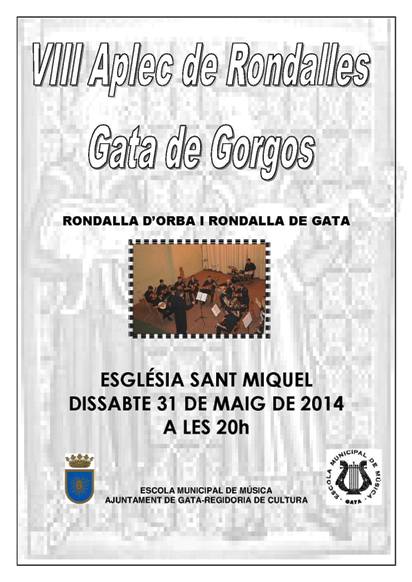 VIII Aplec de Rondalles
Gata de Gorgos
RONDALLA D'ORBA I RONDALLA DE GATA
ESGLÉSIA SANT MIQUEL
DISSABTE 31 DE MAIG DE 2014
A LES 20h
ESCOLA MUNICIPAL DE MÚSICA
AJUNTAMENT DE GATA-REGIDORIA DE CULTURA
ESCOLA MUNICIPAL DE MÚSICA
GATA